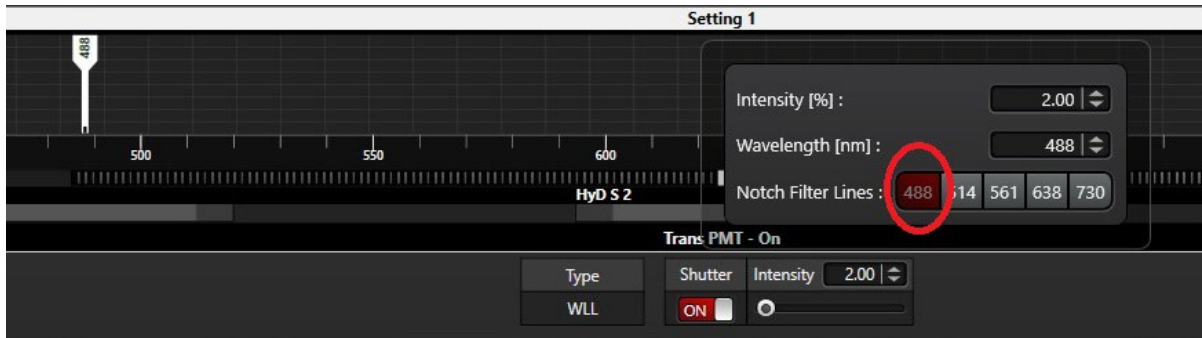 Setting 1
488
Intensity [%] : 2.00
Wavelength [nm] : 488
500 550 600
Notch Filter Lines : 488 514 561 638 730
HyD S 2
Trans PMT - On
Type Shutter Intensity 2.00
WLL ON